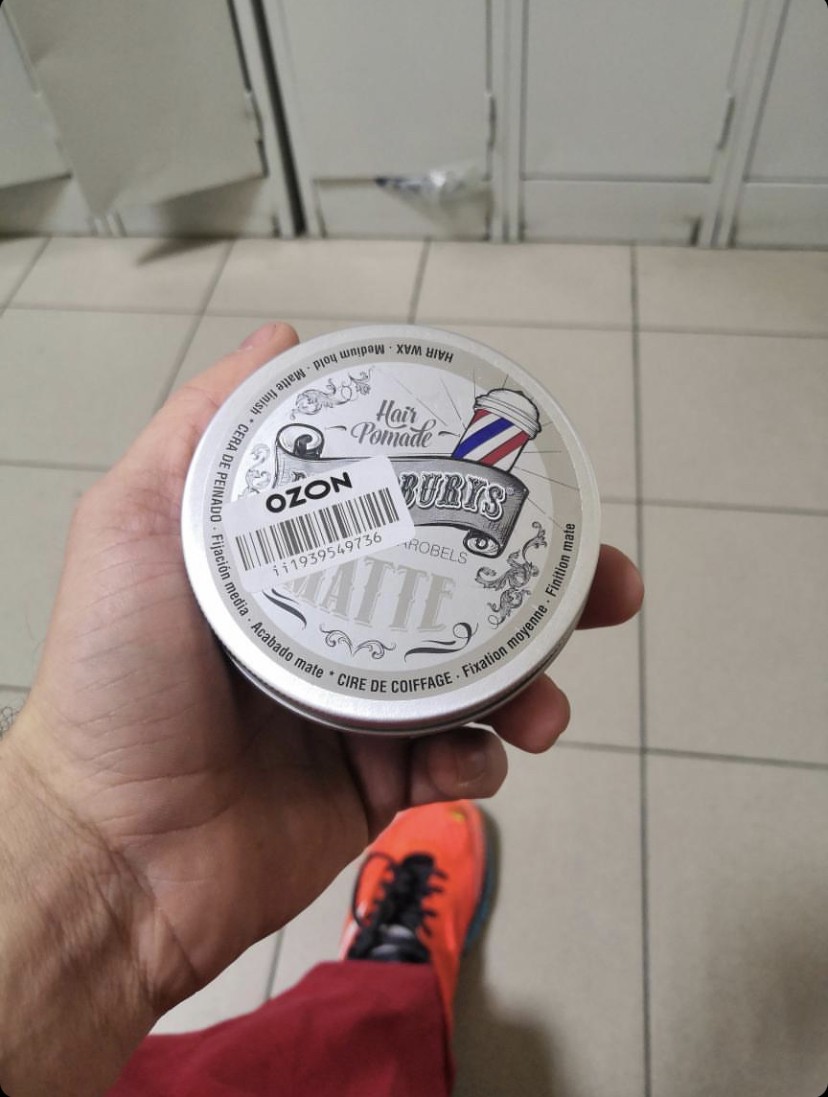 HAIR WAX · Medium hold · Matte finish * CERA DE PEINADO · Fijación media · Acabado mate * CIRE DE COIFFAGE · Fixation moyenne · Finition mate
Hair
Pomade
BURYS
OZON
ii1939549736
ROBELS
MATTE